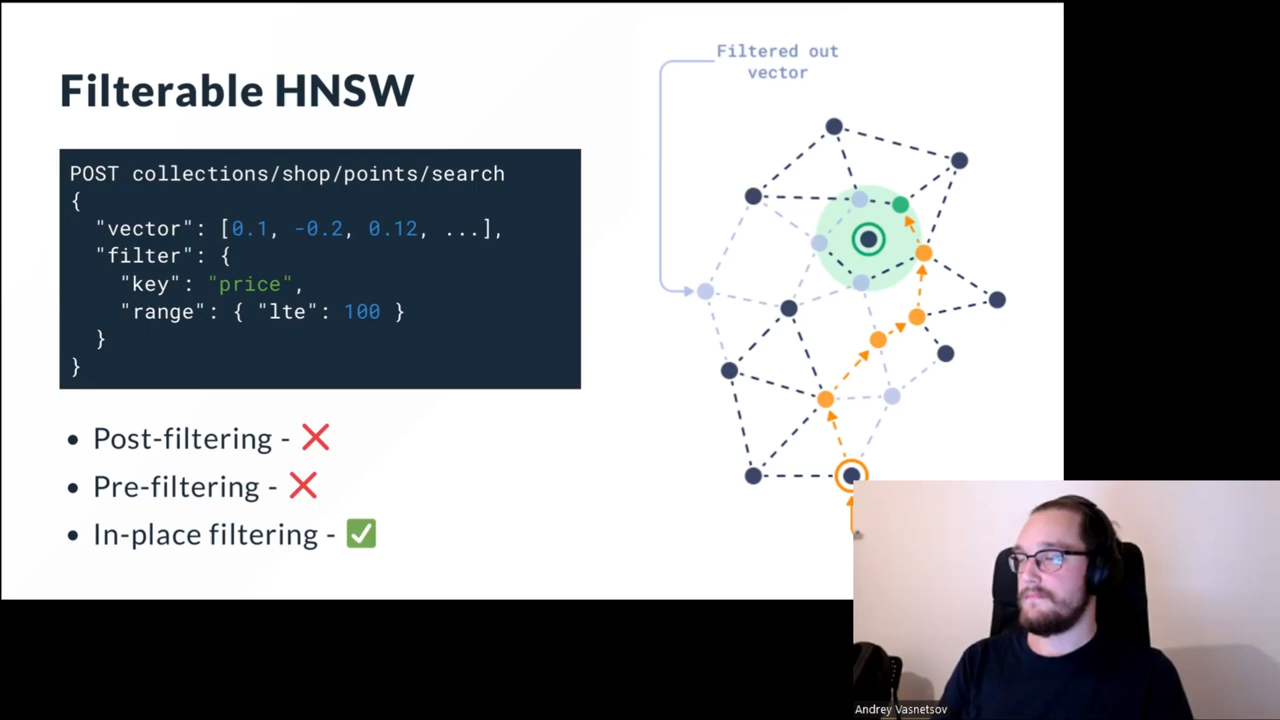 Filterable HNSW
POST collections/shop/points/search
{
  "vector": [0.1, -0.2, 0.12, ...],
  "filter": {
    "key": "price",
    "range": { "lte": 100 }
  }
}
• Post-filtering - ❌
• Pre-filtering - ❌
• In-place filtering - ✅
Filtered out
vector
Andrey Vasnetsov